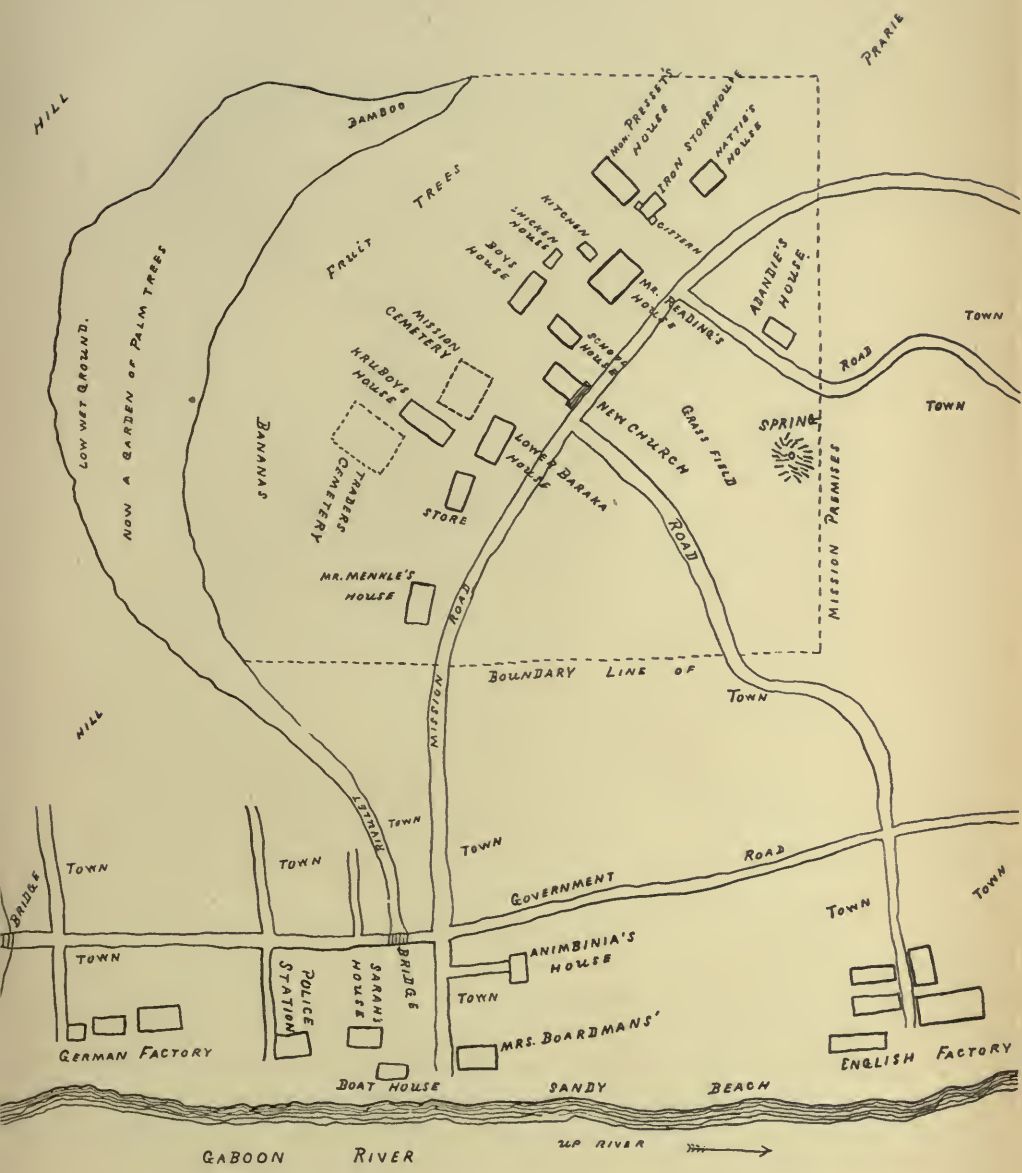 PRARIE
HILL
BAMBOO
MON. PRESSET'S
HOUSE
IRON STOREHOUSE
HATTIE'S
HOUSE
TREES
KITCHEN
CHICKEN
HOUSE
CISTERN
BOYS
HOUSE
FRUIT
MR. READING'S
HOUSE
ADANDIE'S
HOUSE
LOW WET GROUND.
NOW A GARDEN OF PALM TREES
MISSION
CEMETERY
SCHOOL
HOUSE
ROAD
TOWN
TOWN
KRUBOYS
HOUSE
NEW CHURCH
GRASS FIELD
SPRING
BANANAS
TRADERS
CEMETERY
LOWER BARAKA
HOUSE
STORE
ROAD
MISSION PREMISES
MR. MENKLE'S
HOUSE
MISSION ROAD
BOUNDARY LINE OF
TOWN
HILL
RIVULET
TOWN
TOWN
TOWN
TOWN
GOVERNMENT ROAD
TOWN
TOWN
BRIDGE
TOWN
POLICE
STATION
SARAH'S
HOUSE
BRIDGE
ANIMBINIA'S
HOUSE
TOWN
MRS. BOARDMANS'
GERMAN FACTORY
BOAT HOUSE
SANDY BEACH
ENGLISH FACTORY
GABOON RIVER
UP RIVER